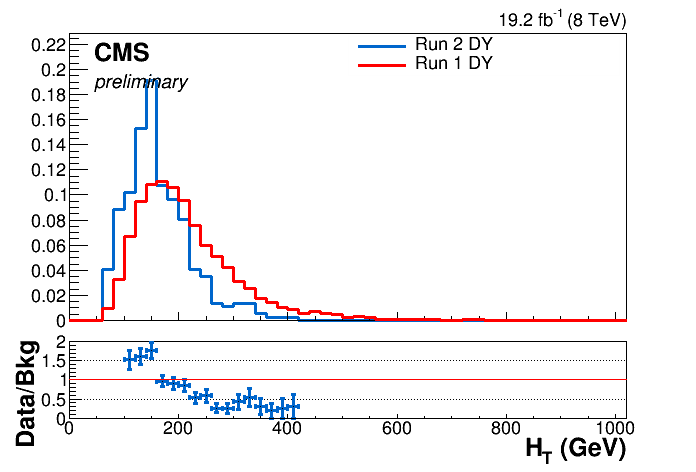 19.2 fb-1 (8 TeV)
CMS
preliminary
Run 2 DY
Run 1 DY
0.22
0.2
0.18
0.16
0.14
0.12
0.1
0.08
0.06
0.04
0.02
0
Data/Bkg
2
1.5
1
0.5
0
0 200 400 600 800 1000
HT (GeV)